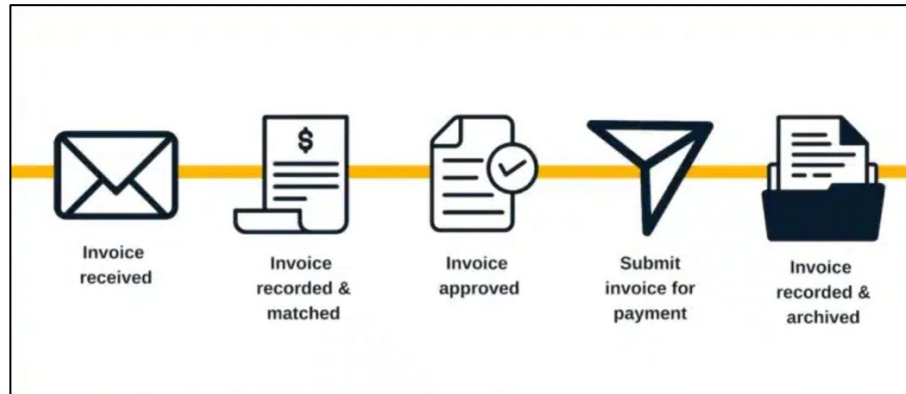 Invoice
received
$
Invoice
recorded &
matched
Invoice
approved
Submit
invoice for
payment
Invoice
recorded &
archived